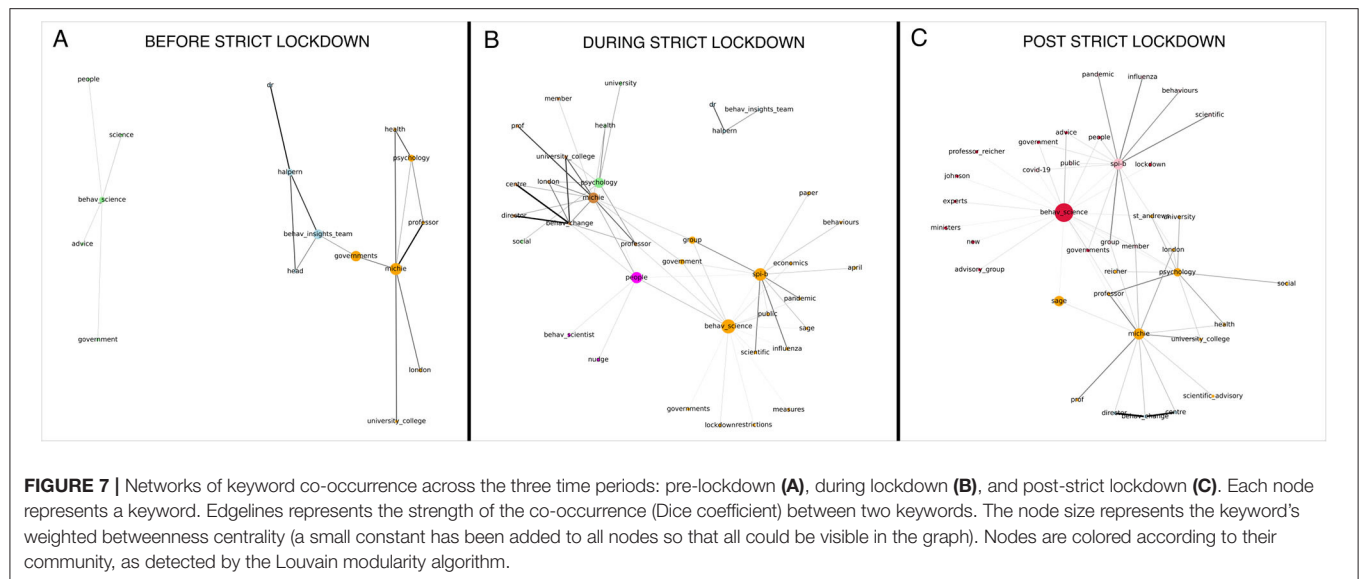 A
BEFORE STRICT LOCKDOWN
people
science
behav_science
advice
government
dr
halpern
behav_insights_team
head
governments
health
psychology
professor
michie
london
university_college
B
DURING STRICT LOCKDOWN
university
member
prof
health
dr
behav_insights_team
halpern
university_college
centre
london
psychology
michie
director
behav_change
social
professor
group
government
people
paper
behaviours
economics
april
spi-b
pandemic
public
sage
behav_science
scientific
influenza
behav_scientist
nudge
governments
measures
lockdown
restrictions
C
POST STRICT LOCKDOWN
pandemic
influenza
behaviours
scientific
advice
people
government
professor_reicher
public
spi-b
lockdown
covid-19
johnson
experts
behav_science
ministers
st_andrews
university
now
group
member
governments
london
advisory_group
reicher
psychology
professor
social
sage
michie
health
university_college
prof
scientific-advisory
director
behav_change
centre
FIGURE 7 | Networks of keyword co-occurrence across the three time periods: pre-lockdown (A), during lockdown (B), and post-strict lockdown (C). Each node
represents a keyword. Edgelines represents the strength of the co-occurrence (Dice coefficient) between two keywords. The node size represents the keyword's
weighted betweenness centrality (a small constant has been added to all nodes so that all could be visible in the graph). Nodes are colored according to their
community, as detected by the Louvain modularity algorithm.